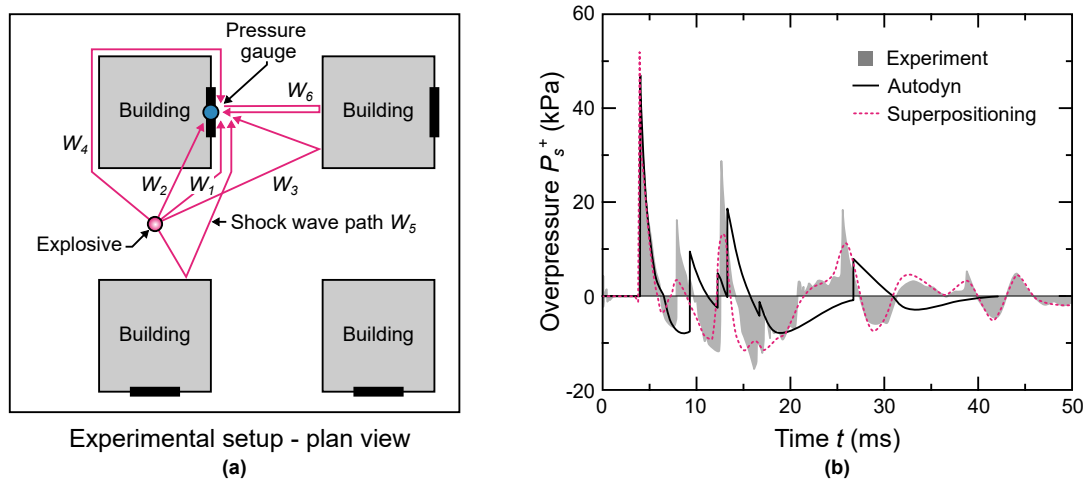 Pressure
gauge
Building
Building
W6
W4
W2
W1
W3
Explosive
Shock wave path W5
Building
Building
Experimental setup - plan view
(a)
60
40
20
0
-20
Overpressure Ps+ (kPa)
Experiment
Autodyn
Superpositioning
0 10 20 30 40 50
Time t (ms)
(b)